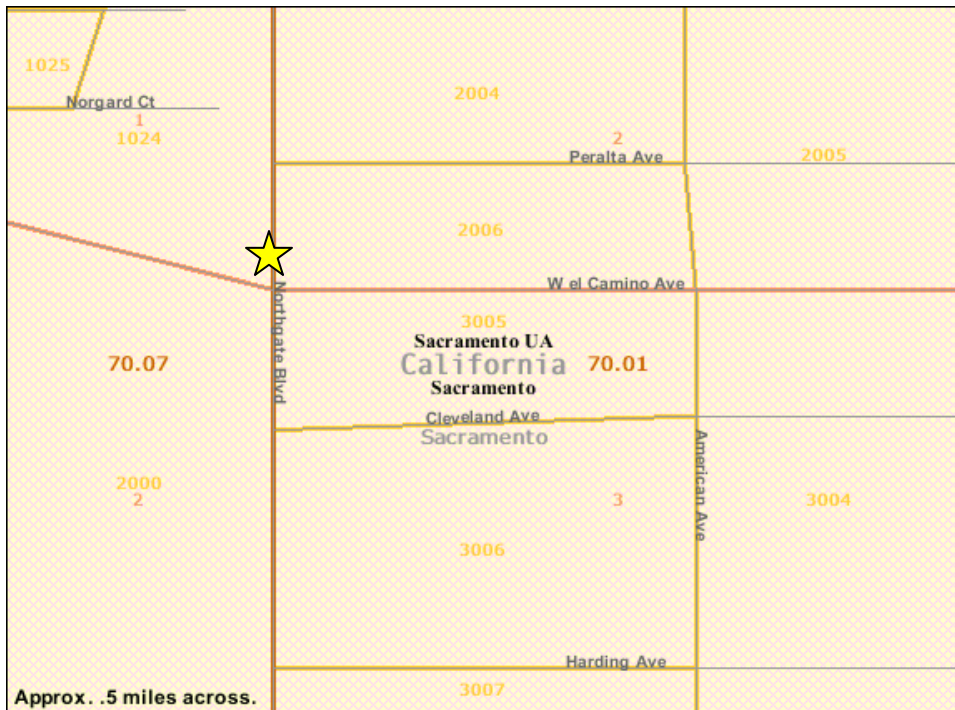 1025
2004
Norgard Ct
1
1024
2
Peralta Ave
2005
2006
W el Camino Ave
Northgate Blvd
3005
Sacramento UA
California
70.07
70.01
Sacramento
Cleveland Ave
Sacramento
American Ave
2000
2
3
3004
3006
Harding Ave
3007
Approx. .5 miles across.